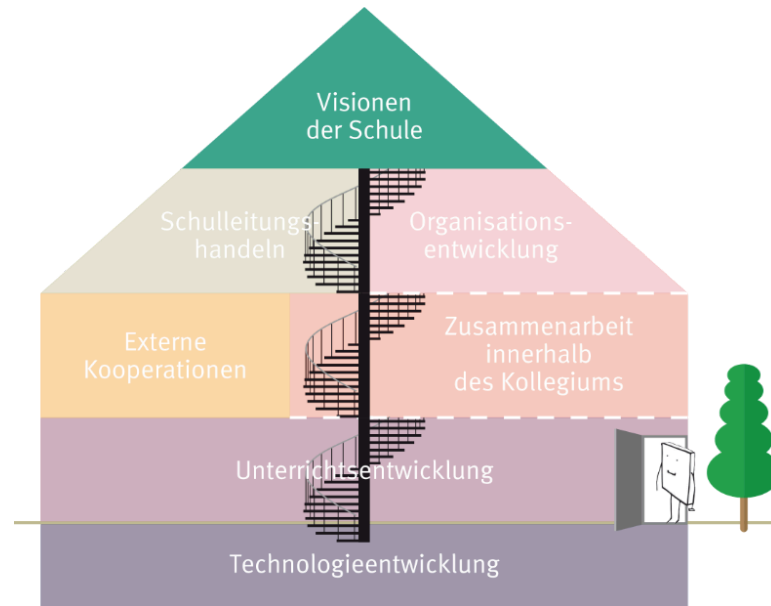 Visionen
der Schule
Schulleitungs-
handeln
Organisations-
entwicklung
Externe
Kooperationen
Zusammenarbeit
innerhalb
des Kollegiums
Unterrichtsentwicklung
Technologieentwicklung